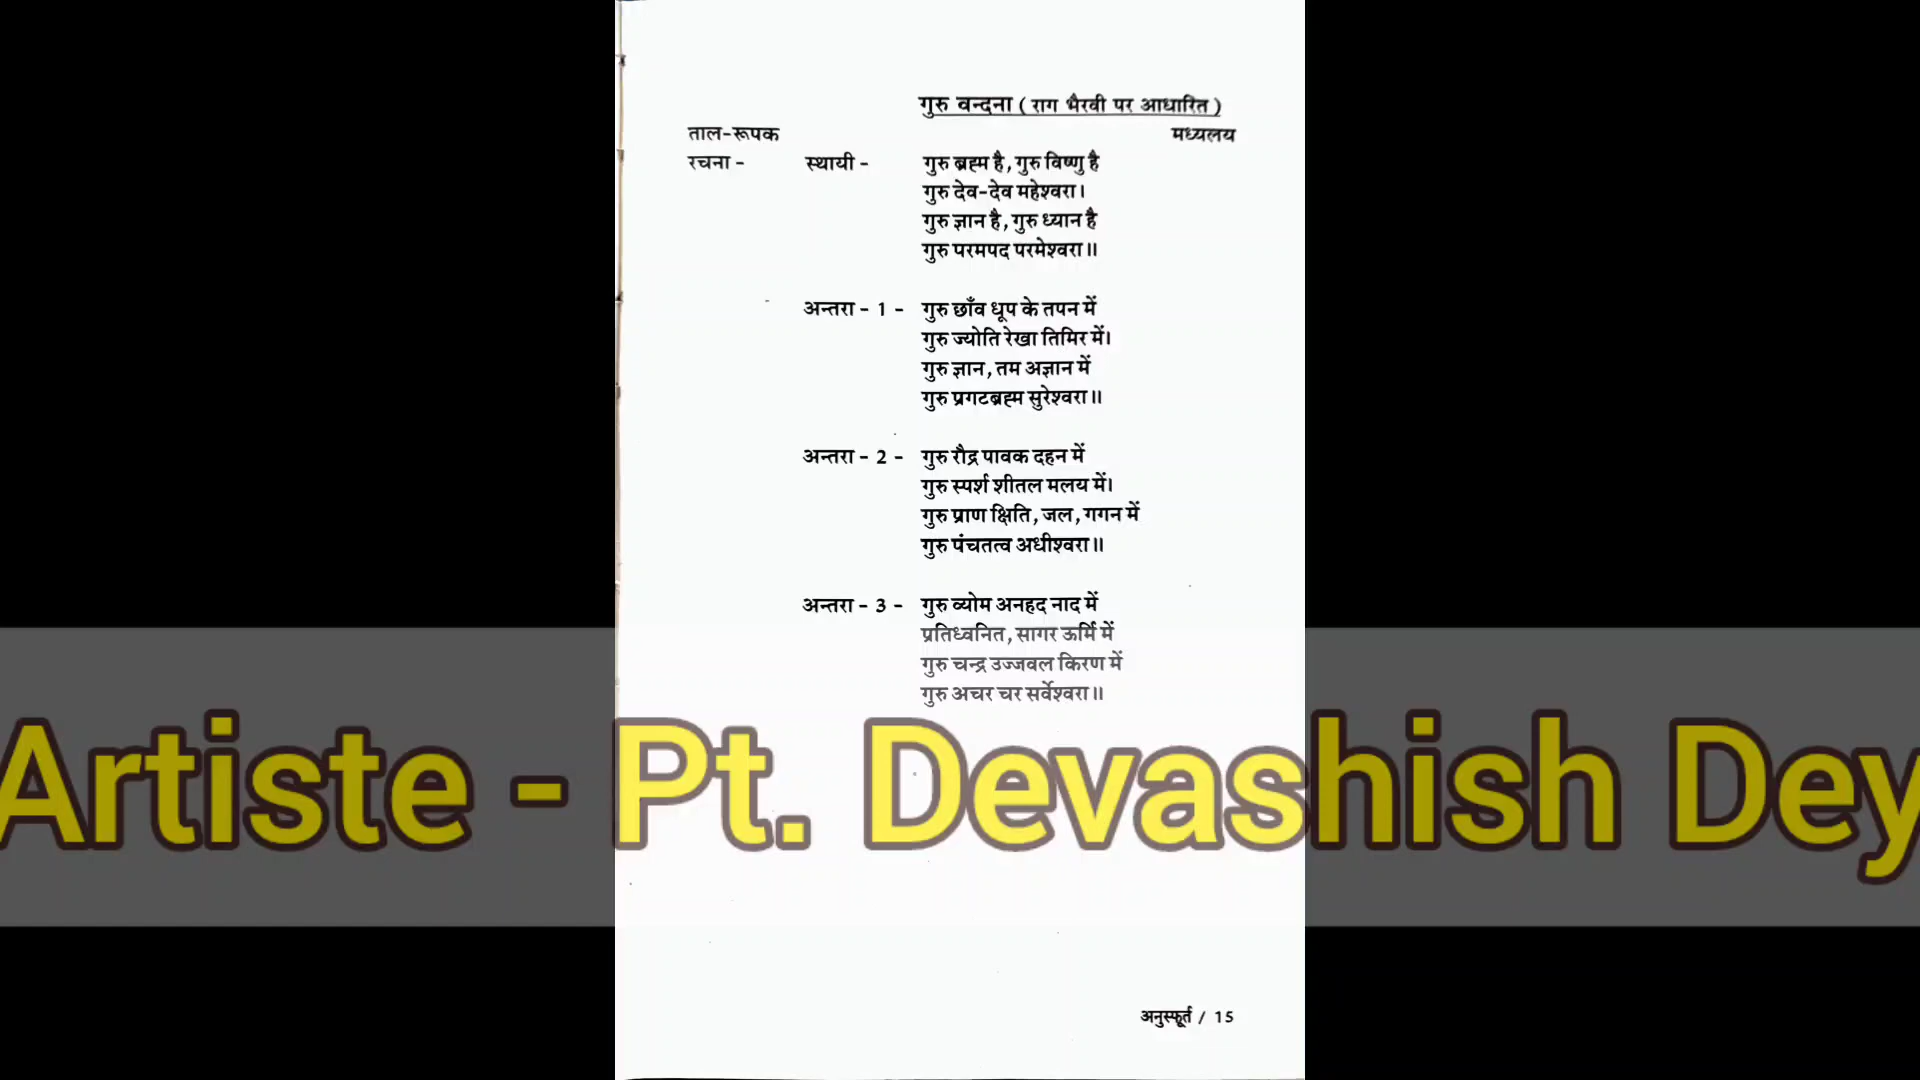 गुरु वन्दना ( राग भैरवी पर आधारित )
ताल-रूपक मध्यलय
रचना - स्थायी - गुरु ब्रह्म है, गुरु विष्णु है
गुरु देव-देव महेश्वरा।
गुरु ज्ञान है, गुरु ध्यान है
गुरु परमपद परमेश्वरा॥
अन्तरा - 1 - गुरु छाँव धूप के तपन में
गुरु ज्योति रेखा तिमिर में।
गुरु ज्ञान, तम अज्ञान में
गुरु प्रगटब्रह्म सुरेश्वरा॥
अन्तरा - 2 - गुरु रौद्र पावक दहन में
गुरु स्पर्श शीतल मलय में।
गुरु प्राण क्षिति, जल, गगन में
गुरु पंचतत्व अधीश्वरा॥
अन्तरा - 3 - गुरु व्योम अनहद नाद में
प्रतिध्वनित, सागर ऊर्मि में
गुरु चन्द्र उज्जवल किरण में
गुरु अचर चर सर्वेश्वरा॥
Artiste - Pt. Devashish Dey
अनुस्फूर्त / 15